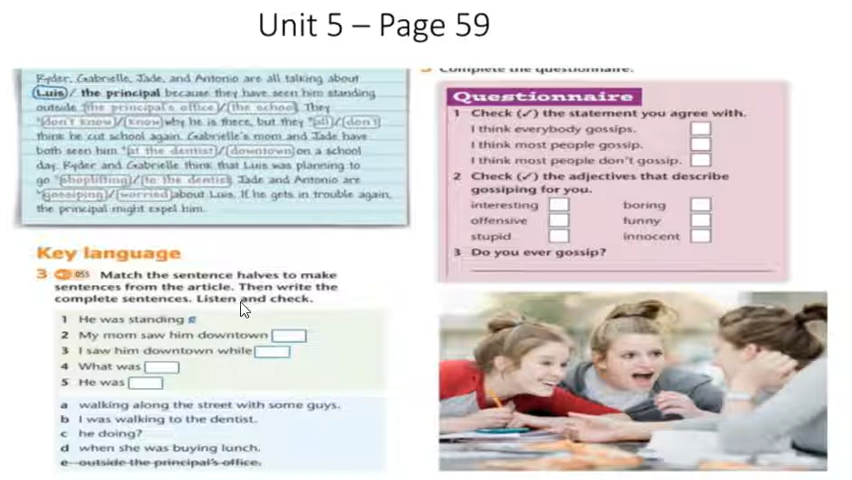 Unit 5 – Page 59
Ryder, Gabrielle, Jade, and Antonio are all talking about
Luis / the principal because they have seen him standing
outside the principal's office / the school. They
don't know / know why he is there, but they all / don't
think he cut school again. Gabrielle's mom and Jade have
both seen him at the dentist / downtown on a school
day. Ryder and Gabrielle think that Luis was planning to
go shoplifting / to the dentist. Jade and Antonio are
gossiping / worried about Luis. If he gets in trouble again,
the principal might expel him.
Key language
3 055 Match the sentence halves to make
sentences from the article. Then write the
complete sentences. Listen and check.
1 He was standing e
2 My mom saw him downtown
3 I saw him downtown while
4 What was
5 He was
a walking along the street with some guys.
b I was walking to the dentist.
c he doing?
d when she was buying lunch.
e outside the principal's office.
Complete the questionnaire.
Questionnaire
1 Check (✓) the statement you agree with.
I think everybody gossips.
I think most people gossip.
I think most people don't gossip.
2 Check (✓) the adjectives that describe
gossiping for you.
interesting boring
offensive funny
stupid innocent
3 Do you ever gossip?